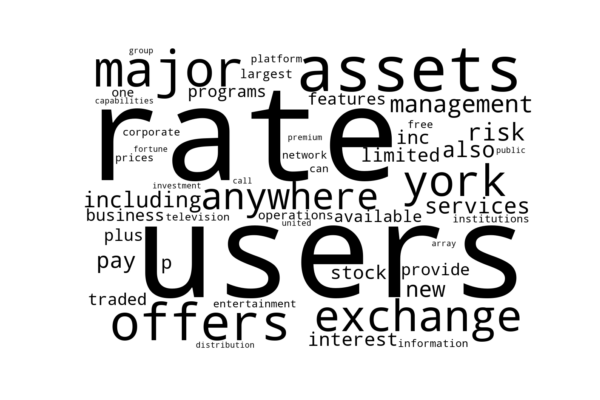 group
major platform assets
largest
one programs features management
capabilities
rate
corporate free risk
fortune premium inc
prices network limited also public
can
investment call
including anywhere york
services
business television operations available institutions
united
plus users array
pay p stock provide
new
traded entertainment
offers exchange
interest information
distribution